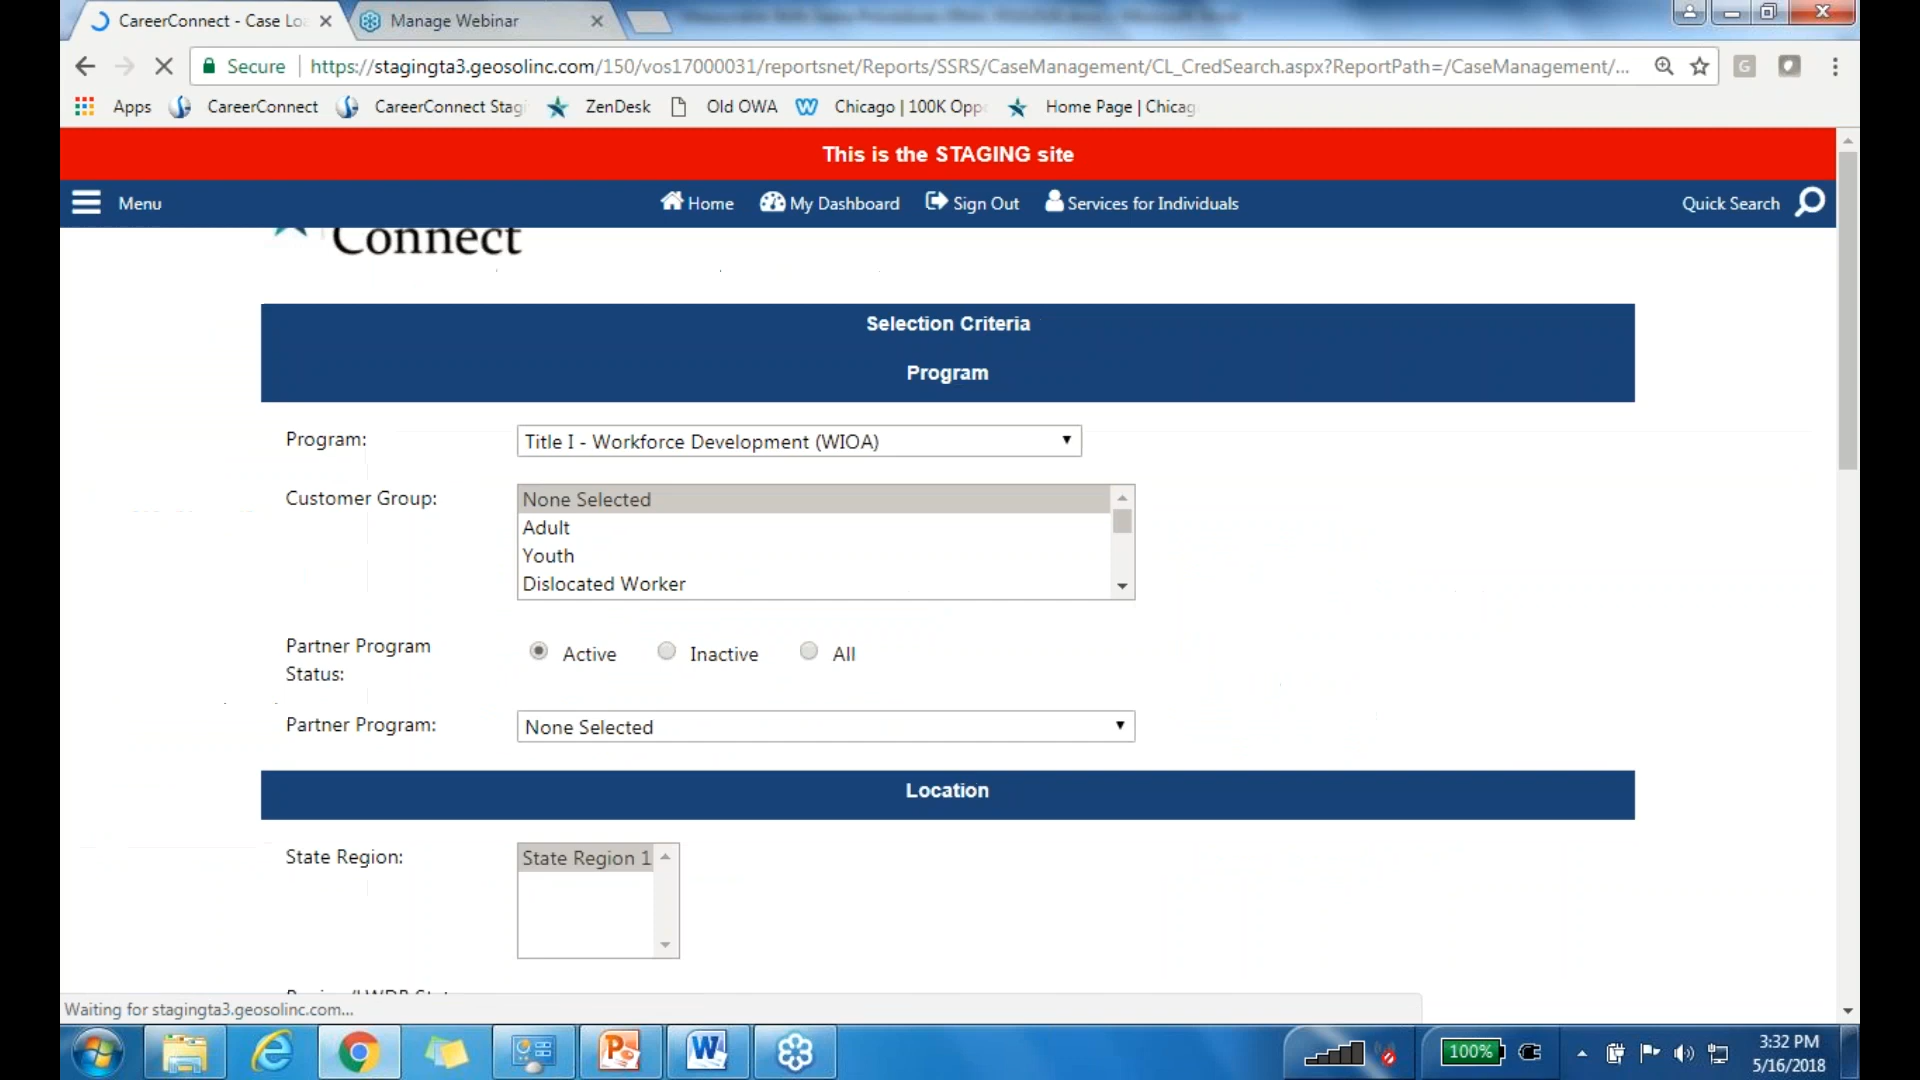 CareerConnect - Case Loa
Manage Webinar
Secure
https://stagingta3.geosolinc.com/150/vos17000031/reportsnet/Reports/SSRS/CaseManagement/CL_CredSearch.aspx?ReportPath=/CaseManagement/...
G
Apps
CareerConnect
CareerConnect Stagi
ZenDesk
Old OWA
Chicago | 100K Oppo
Home Page | Chicag
This is the STAGING site
Menu
Home
My Dashboard
Sign Out
Services for Individuals
Quick Search
Connect
Selection Criteria
Program
Program:
Title I - Workforce Development (WIOA)
Customer Group:
None Selected
Adult
Youth
Dislocated Worker
Partner Program
Status:
Active
Inactive
All
Partner Program:
None Selected
Location
State Region:
State Region 1
Waiting for stagingta3.geosolinc.com...
100%
3:32 PM
5/16/2018